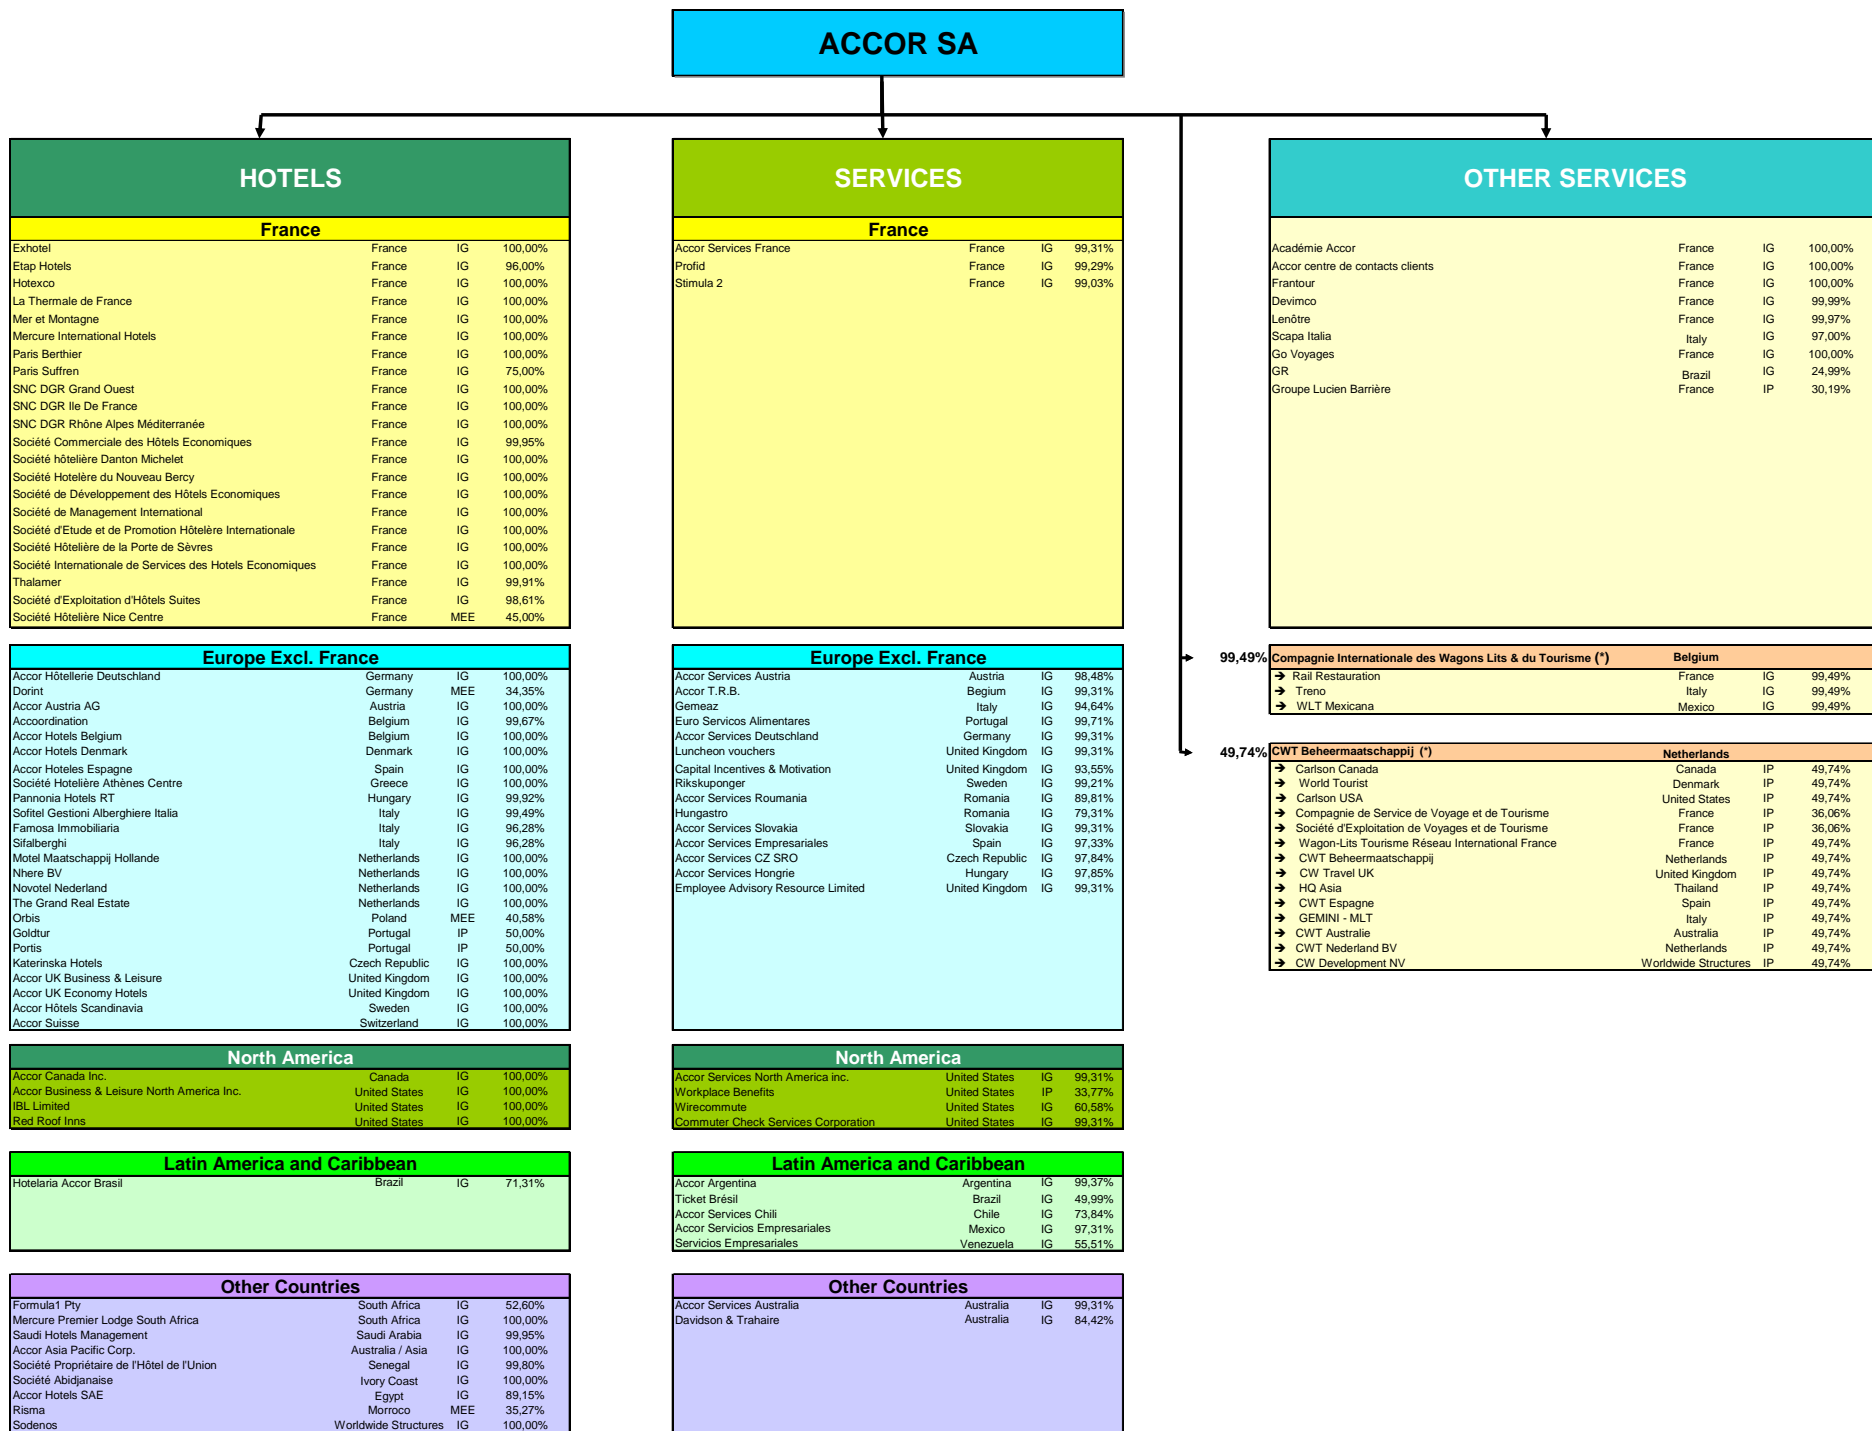 ACCOR SA
HOTELS
France
Exhotel France IG 100,00%
Etap Hotels France IG 96,00%
Hotexco France IG 100,00%
La Thermale de France France IG 100,00%
Mer et Montagne France IG 100,00%
Mercure International Hotels France IG 100,00%
Paris Berthier France IG 100,00%
Paris Suffren France IG 75,00%
SNC DGR Grand Ouest France IG 100,00%
SNC DGR Ile De France France IG 100,00%
SNC DGR Rhône Alpes Méditerranée France IG 100,00%
Société Commerciale des Hôtels Economiques France IG 99,95%
Société hôtelière Danton Michelet France IG 100,00%
Société Hotelère du Nouveau Bercy France IG 100,00%
Société de Développement des Hôtels Economiques France IG 100,00%
Société de Management International France IG 100,00%
Société d'Etude et de Promotion Hôtelère Internationale France IG 100,00%
Société Hôtelière de la Porte de Sèvres France IG 100,00%
Société Internationale de Services des Hotels Economiques France IG 100,00%
Thalamer France IG 99,91%
Société d'Exploitation d'Hôtels Suites France IG 98,61%
Société Hôtelière Nice Centre France MEE 45,00%
Europe Excl. France
Accor Hôtellerie Deutschland Germany IG 100,00%
Dorint Germany MEE 34,35%
Accor Austria AG Austria IG 100,00%
Accoordination Belgium IG 99,67%
Accor Hotels Belgium Belgium IG 100,00%
Accor Hotels Denmark Denmark IG 100,00%
Accor Hoteles Espagne Spain IG 100,00%
Société Hotelière Athènes Centre Greece IG 100,00%
Pannonia Hotels RT Hungary IG 99,92%
Sofitel Gestioni Alberghiere Italia Italy IG 99,49%
Famosa Immobiliaria Italy IG 96,28%
Sifalberghi Italy IG 96,28%
Motel Maatschappij Hollande Netherlands IG 100,00%
Nhere BV Netherlands IG 100,00%
Novotel Nederland Netherlands IG 100,00%
The Grand Real Estate Netherlands IG 100,00%
Orbis Poland MEE 40,58%
Goldtur Portugal IP 50,00%
Portis Portugal IP 50,00%
Katerinska Hotels Czech Republic IG 100,00%
Accor UK Business & Leisure United Kingdom IG 100,00%
Accor UK Economy Hotels United Kingdom IG 100,00%
Accor Hôtels Scandinavia Sweden IG 100,00%
Accor Suisse Switzerland IG 100,00%
North America
Accor Canada Inc. Canada IG 100,00%
Accor Business & Leisure North America Inc. United States IG 100,00%
IBL Limited United States IG 100,00%
Red Roof Inns United States IG 100,00%
Latin America and Caribbean
Hotelaria Accor Brasil Brazil IG 71,31%
Other Countries
Formula1 Pty South Africa IG 52,60%
Mercure Premier Lodge South Africa South Africa IG 100,00%
Saudi Hotels Management Saudi Arabia IG 99,95%
Accor Asia Pacific Corp. Australia / Asia IG 100,00%
Société Propriétaire de l'Hôtel de l'Union Senegal IG 99,80%
Société Abidjanaise Ivory Coast IG 100,00%
Accor Hotels SAE Egypt IG 89,15%
Risma Morroco MEE 35,27%
Sodenos Worldwide Structures IG 100,00%
SERVICES
France
Accor Services France France IG 99,31%
Profid France IG 99,29%
Stimula 2 France IG 99,03%
Europe Excl. France
Accor Services Austria Austria IG 98,48%
Accor T.R.B. Begium IG 99,31%
Gemeaz Italy IG 94,64%
Euro Servicos Alimentares Portugal IG 99,71%
Accor Services Deutschland Germany IG 99,31%
Luncheon vouchers United Kingdom IG 99,31%
Capital Incentives & Motivation United Kingdom IG 93,55%
Rikskuponger Sweden IG 99,21%
Accor Services Roumania Romania IG 89,81%
Hungastro Romania IG 79,31%
Accor Services Slovakia Slovakia IG 99,31%
Accor Services Empresariales Spain IG 97,33%
Accor Services CZ SRO Czech Republic IG 97,84%
Accor Services Hongrie Hungary IG 97,85%
Employee Advisory Resource Limited United Kingdom IG 99,31%
North America
Accor Services North America inc. United States IG 99,31%
Workplace Benefits United States IP 33,77%
Wirecommute United States IG 60,58%
Commuter Check Services Corporation United States IG 99,31%
Latin America and Caribbean
Accor Argentina Argentina IG 99,37%
Ticket Brésil Brazil IG 49,99%
Accor Services Chili Chile IG 73,84%
Accor Servicios Empresariales Mexico IG 97,31%
Servicios Empresariales Venezuela IG 55,51%
Other Countries
Accor Services Australia Australia IG 99,31%
Davidson & Trahaire Australia IG 84,42%
OTHER SERVICES
Académie Accor France IG 100,00%
Accor centre de contacts clients France IG 100,00%
Frantour France IG 100,00%
Devimco France IG 99,99%
Lenôtre France IG 99,97%
Scapa Italia Italy IG 97,00%
Go Voyages France IG 100,00%
GR Brazil IG 24,99%
Groupe Lucien Barrière France IP 30,19%
99,49% Compagnie Internationale des Wagons Lits & du Tourisme (*) Belgium
➔ Rail Restauration France IG 99,49%
➔ Treno Italy IG 99,49%
➔ WLT Mexicana Mexico IG 99,49%
49,74% CWT Beheermaatschappij (*) Netherlands
➔ Carlson Canada Canada IP 49,74%
➔ World Tourist Denmark IP 49,74%
➔ Carlson USA United States IP 49,74%
➔ Compagnie de Service de Voyage et de Tourisme France IP 36,06%
➔ Société d'Exploitation de Voyages et de Tourisme France IP 36,06%
➔ Wagon-Lits Tourisme Réseau International France France IP 49,74%
➔ CWT Beheermaatschappij Netherlands IP 49,74%
➔ CW Travel UK United Kingdom IP 49,74%
➔ HQ Asia Thailand IP 49,74%
➔ CWT Espagne Spain IP 49,74%
➔ GEMINI - MLT Italy IP 49,74%
➔ CWT Australie Australia IP 49,74%
➔ CWT Nederland BV Netherlands IP 49,74%
➔ CW Development NV Worldwide Structures IP 49,74%